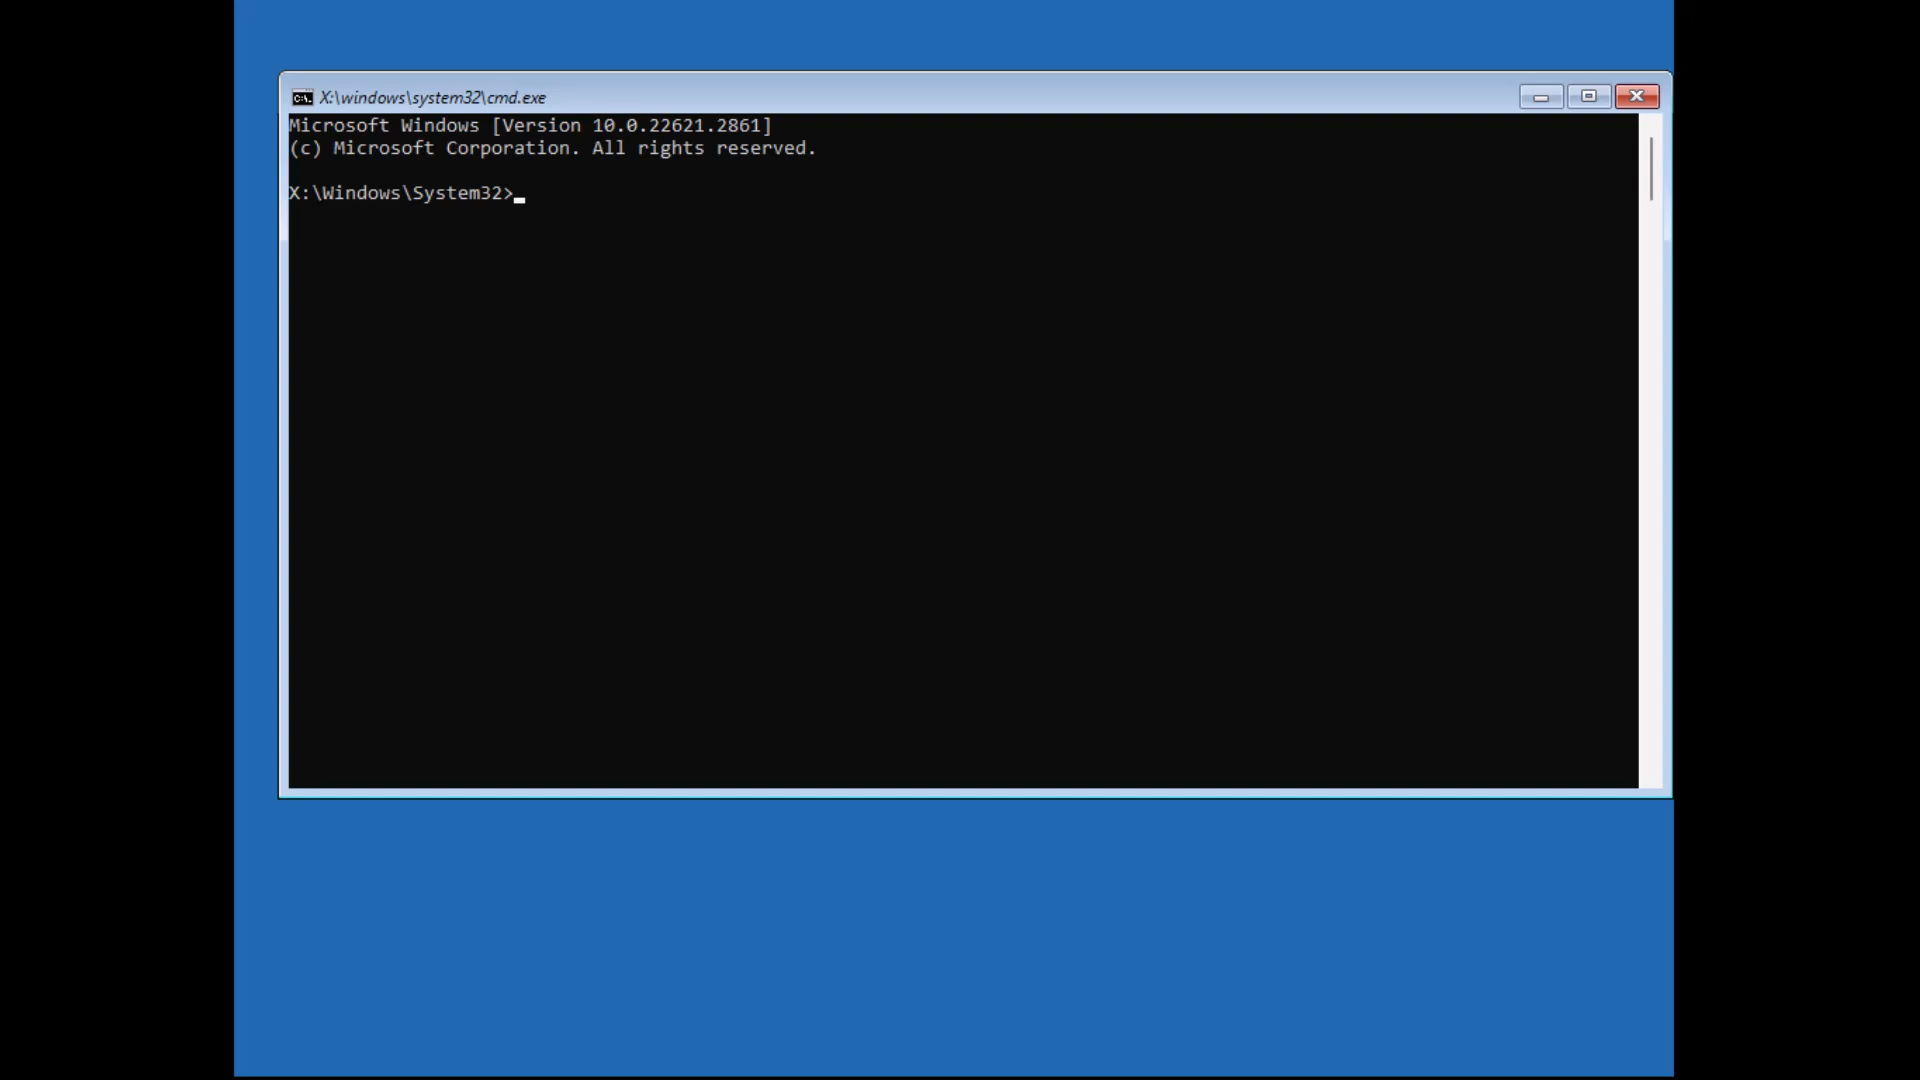 X:\windows\system32\cmd.exe
Microsoft Windows [Version 10.0.22621.2861]
(c) Microsoft Corporation. All rights reserved.
X:\Windows\System32>